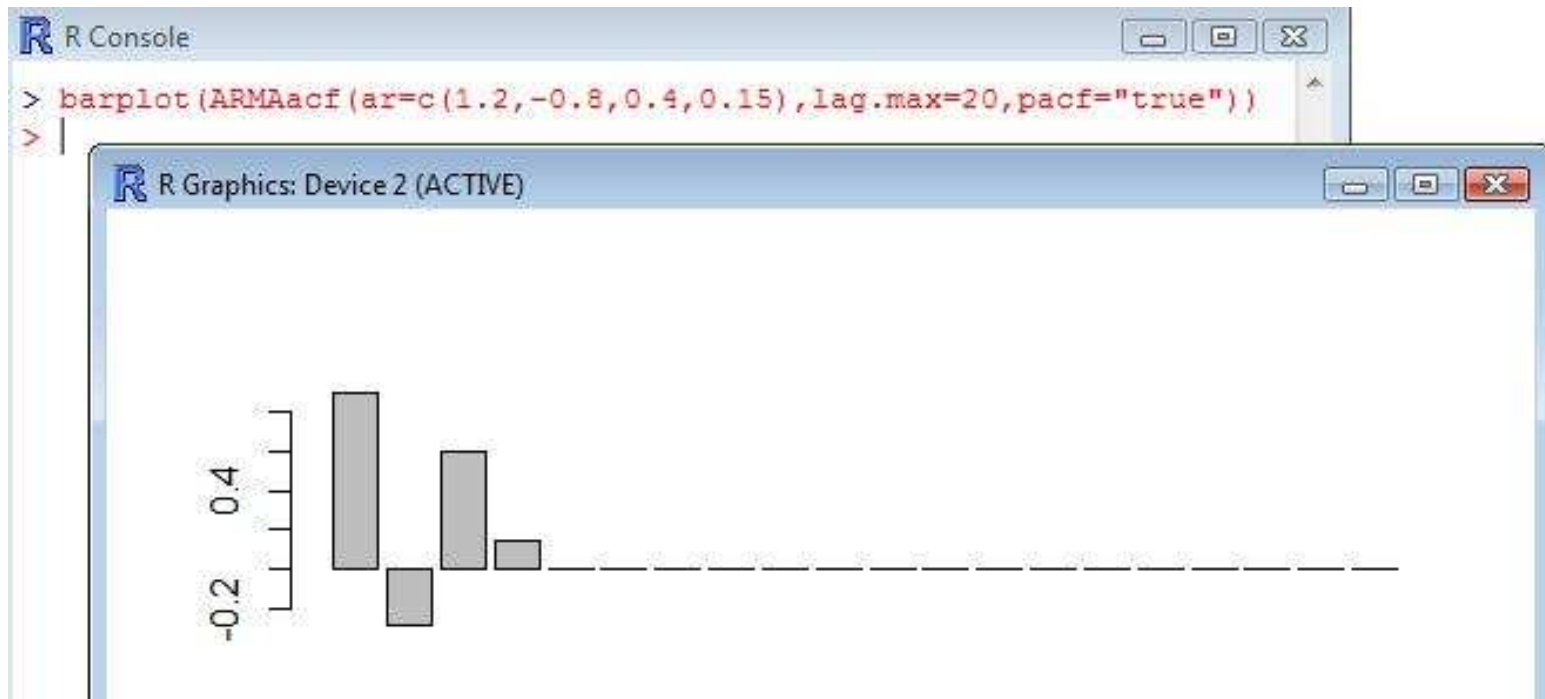 R Console
> barplot(ARMAacf(ar=c(1.2,-0.8,0.4,0.15),lag.max=20,pacf="true"))
>
R Graphics: Device 2 (ACTIVE)
0.4
-0.2